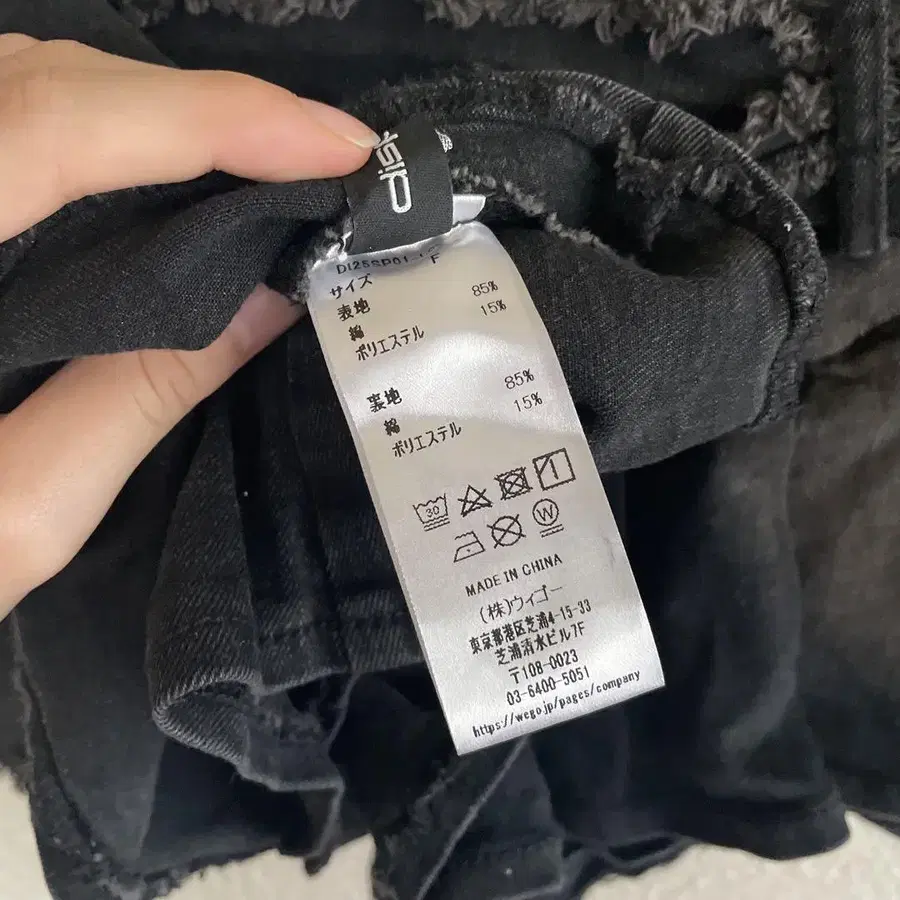 DISK
DI25SP01-
サイズ F
表地
綿 85%
ポリエステル 15%
裏地
綿 85%
ポリエステル 15%
30
1
W
MADE IN CHINA
(株)ウィゴー
東京都港区芝浦4-15-33
芝浦清水ビル7F
〒108-0023
03-6400-5051
https://wego.jp/pages/company